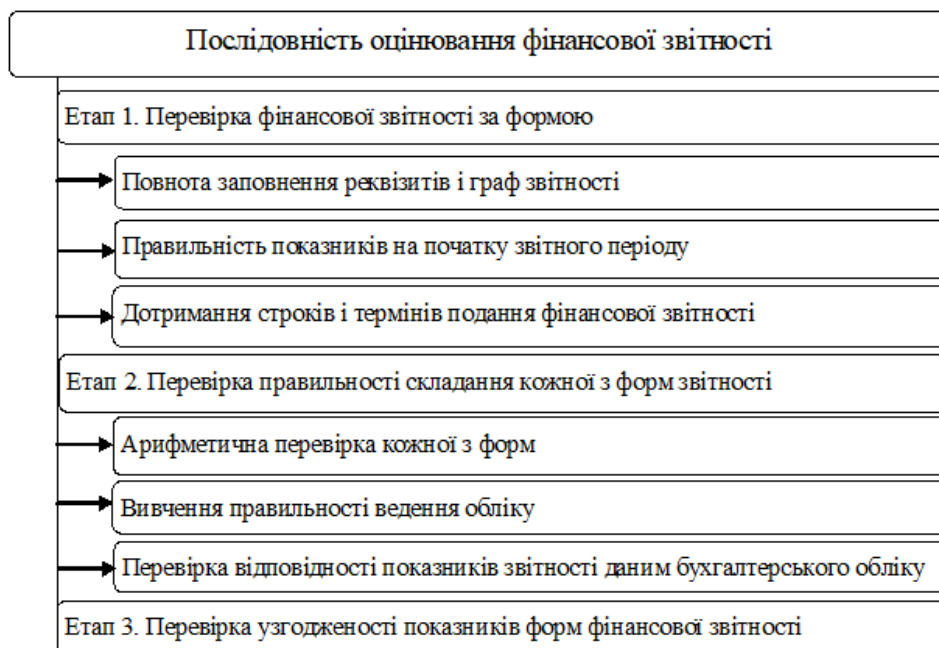 Послідовність оцінювання фінансової звітності
Етап 1. Перевірка фінансової звітності за формою
Повнота заповнення реквізитів і граф звітності
Правильність показників на початку звітного періоду
Дотримання строків і термінів подання фінансової звітності
Етап 2. Перевірка правильності складання кожної з форм звітності
Арифметична перевірка кожної з форм
Вивчення правильності ведення обліку
Перевірка відповідності показників звітності даним бухгалтерського обліку
Етап 3. Перевірка узгодженості показників форм фінансової звітності